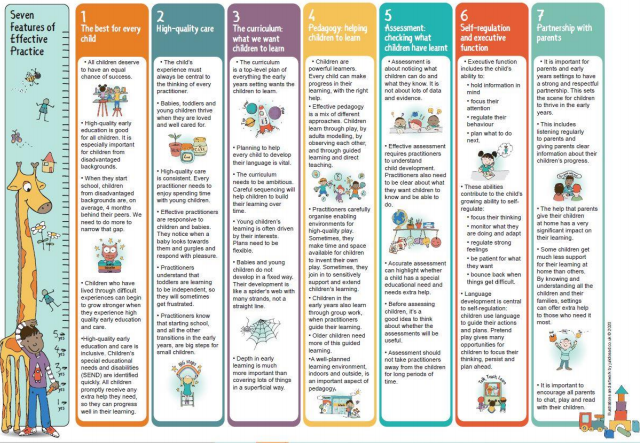 Seven
Features of
Effective
Practice
1
The best for every
child
• All children deserve
to have an equal
chance of success.
• High-quality early
education is good
for all children. It is
especially important
for children from
disadvantaged
backgrounds.
• When they start
school, children
from disadvantaged
backgrounds are, on
average, 4 months
behind their peers. We
need to do more to
narrow that gap.
• Children who have
lived through difficult
experiences can begin
to grow stronger when
they experience high
quality early education
and care.
•High-quality early
education and care is
inclusive. Children's
special educational
needs and disabilities
(SEND) are identified
quickly. All children
promptly receive any
extra help they need,
so they can progress
well in their learning.
2
High-quality care
• The child's
experience must
always be central to
the thinking of every
practitioner.
• Babies, toddlers and
young children thrive
when they are loved
and well cared for.
• High-quality care
is consistent. Every
practitioner needs to
enjoy spending time
with young children.
• Effective practitioners
are responsive to
children and babies.
They notice when a
baby looks towards
them and gurgles and
respond with pleasure.
• Practitioners
understand that
toddlers are learning
to be independent, so
they will sometimes
get frustrated.
• Practitioners know
that starting school,
and all the other
transitions in the early
years, are big steps for
small children.
3
The curriculum:
what we want
children to learn
• The curriculum
is a top-level plan of
everything the early
years setting wants the
children to learn.
• Planning to help
every child to develop
their language is vital.
• The curriculum
needs to be ambitious.
Careful sequencing will
help children to build
their learning over
time.
• Young children's
learning is often driven
by their interests.
Plans need to be
flexible.
• Babies and young
children do not
develop in a fixed way.
Their development is
like a spider's web with
many strands, not a
straight line.
• Depth in early
learning is much
more important than
covering lots of things
in a superficial way.
4
Pedagogy: helping
children to learn
• Children are
powerful learners.
Every child can make
progress in their
learning, with the right
help.
• Effective pedagogy
is a mix of different
approaches. Children
learn through play, by
adults modelling, by
observing each other,
and through guided
learning and direct
teaching.
• Practitioners carefully
organise enabling
environments for
high-quality play.
Sometimes, they
make time and space
available for children
to invent their own
play. Sometimes, they
join in to sensitively
support and extend
children's learning.
• Children in the
early years also learn
through group work,
when practitioners
guide their learning.
• Older children need
more of this guided
learning.
•A well-planned
learning environment,
indoors and outside, is
an important aspect of
pedagogy.
5
Assessment:
checking what
children have learnt
• Assessment is
about noticing what
children can do and
what they know. It is
not about lots of data
and evidence.
• Effective assessment
requires practitioners
to understand
child development.
Practitioners also need
to be clear about what
they want children to
know and be able to
do.
• Accurate assessment
can highlight whether
a child has a special
educational need and
needs extra help.
• Before assessing
children, it's a
good idea to think
about whether the
assessments will be
useful.
• Assessment should
not take practitioners
away from the children
for long periods of
time.
6
Self-regulation
and executive
function
• Executive function
includes the child's
ability to:
• hold information in
mind
• focus their
attention
• regulate their
behaviour
• plan what to do
next.
• These abilities
contribute to the child's
growing ability to self-
regulate:
• focus their thinking
• monitor what they
are doing and adapt
• regulate strong
feelings
• be patient for what
they want
• bounce back when
things get difficult.
• Language
development is central
to self-regulation:
children use language
to guide their actions
and plans. Pretend
play gives many
opportunities for
children to focus their
thinking, persist and
plan ahead.
7
Partnership with
parents
• It is important for
parents and early
years settings to have
a strong and respectful
partnership. This sets
the scene for children
to thrive in the early
years.
• This includes
listening regularly
to parents and
giving parents clear
information about their
children's progress.
• The help that parents
give their children
at home has a very
significant impact on
their learning.
• Some children get
much less support
for their learning at
home than others.
By knowing and
understanding all the
children and their
families, settings
can offer extra help
to those who need it
most.
• It is important to
encourage all parents
to chat, play and read
with their children.